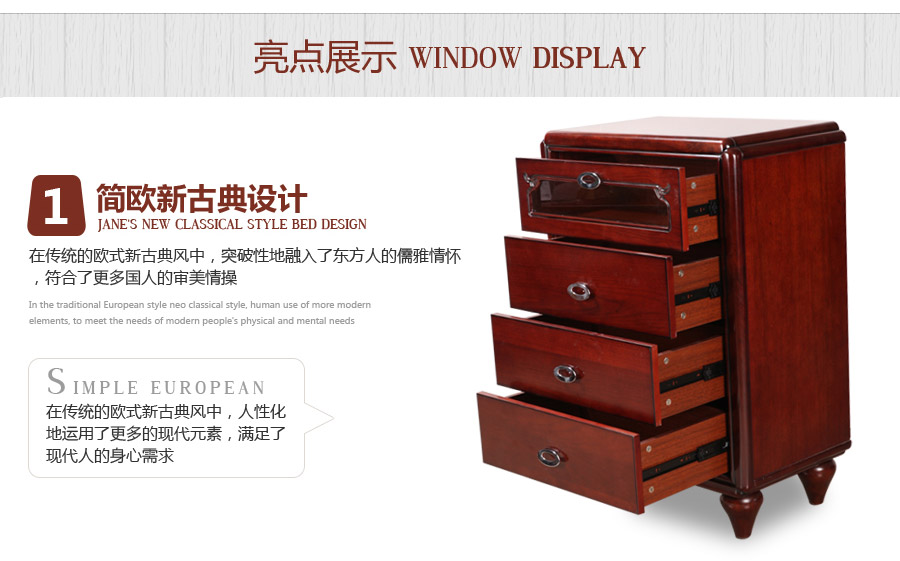 亮点展示 WINDOW DISPLAY
1
简欧新古典设计
JANE'S NEW CLASSICAL STYLE BED DESIGN
在传统的欧式新古典风中，突破性地融入了东方人的儒雅情怀
，符合了更多国人的审美情操
In the traditional European style neo classical style, human use of more modern
elements, to meet the needs of modern people's physical and mental needs
SIMPLE EUROPEAN
在传统的欧式新古典风中，人性化
地运用了更多的现代元素，满足了
现代人的身心需求